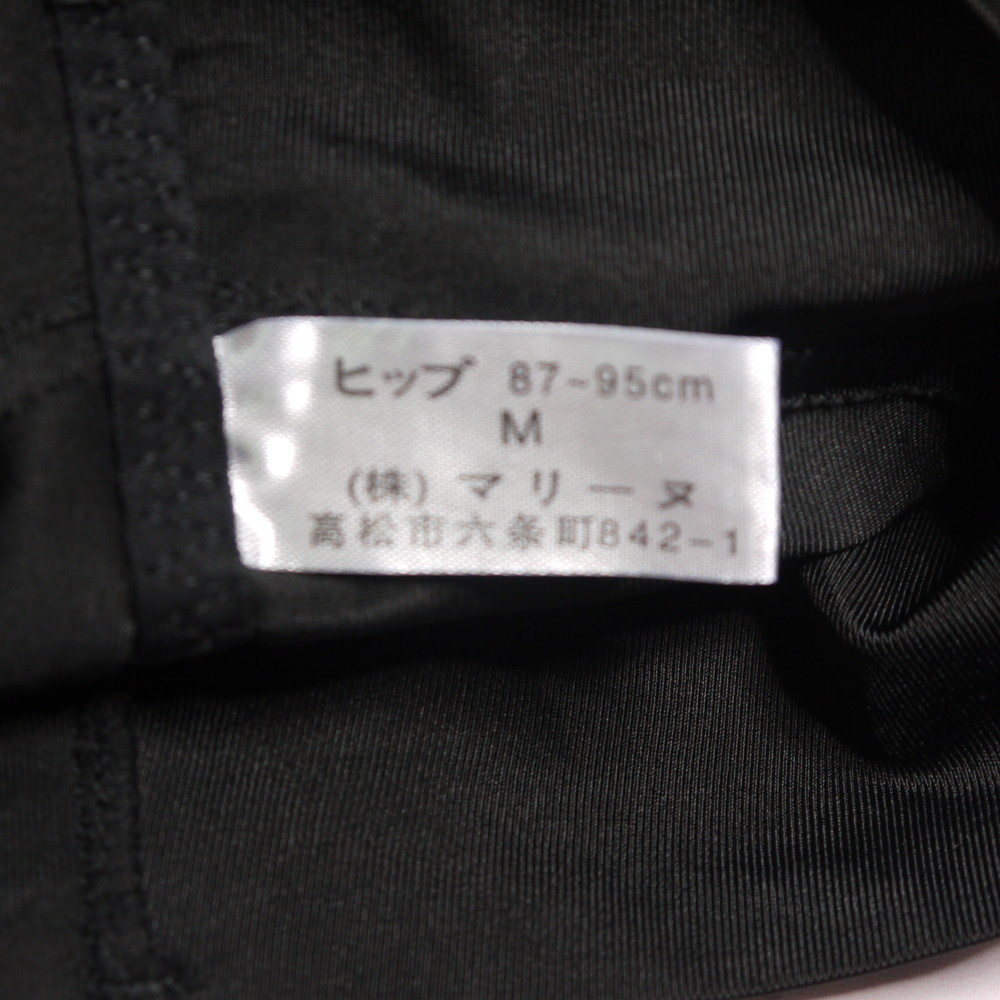 ヒップ 87~95cm
M
(株) マリーヌ
高松市六条町842-1